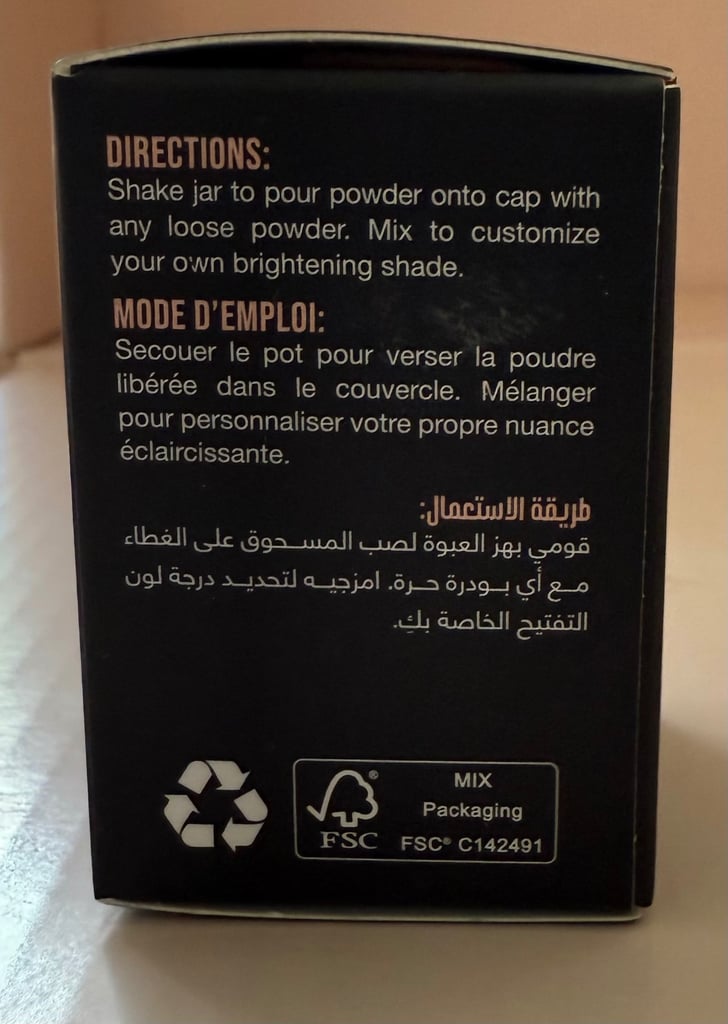 DIRECTIONS:
Shake jar to pour powder onto cap with
any loose powder. Mix to customize
your own brightening shade.
MODE D'EMPLOI:
Secouer le pot pour verser la poudre
libérée dans le couvercle. Mélanger
pour personnaliser votre propre nuance
éclaircissante.
طريقة الاستعمال:
قومي بهز العبوة لصب المسحوق على الغطاء
مع أي بودرة حرة. امزجيه لتحديد درجة لون
التفتيح الخاصة بكِ.
MIX
Packaging
FSC® C142491
®
FSC